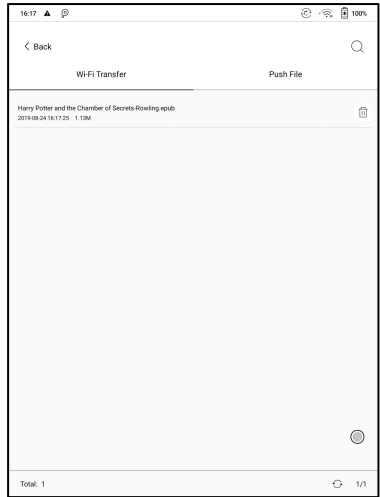 16:17 100%
Back
Wi-Fi Transfer Push File
Harry Potter and the Chamber of Secrets-Rowling.epub
2019-08-24 16:17:25 1.13M
Total: 1 1/1